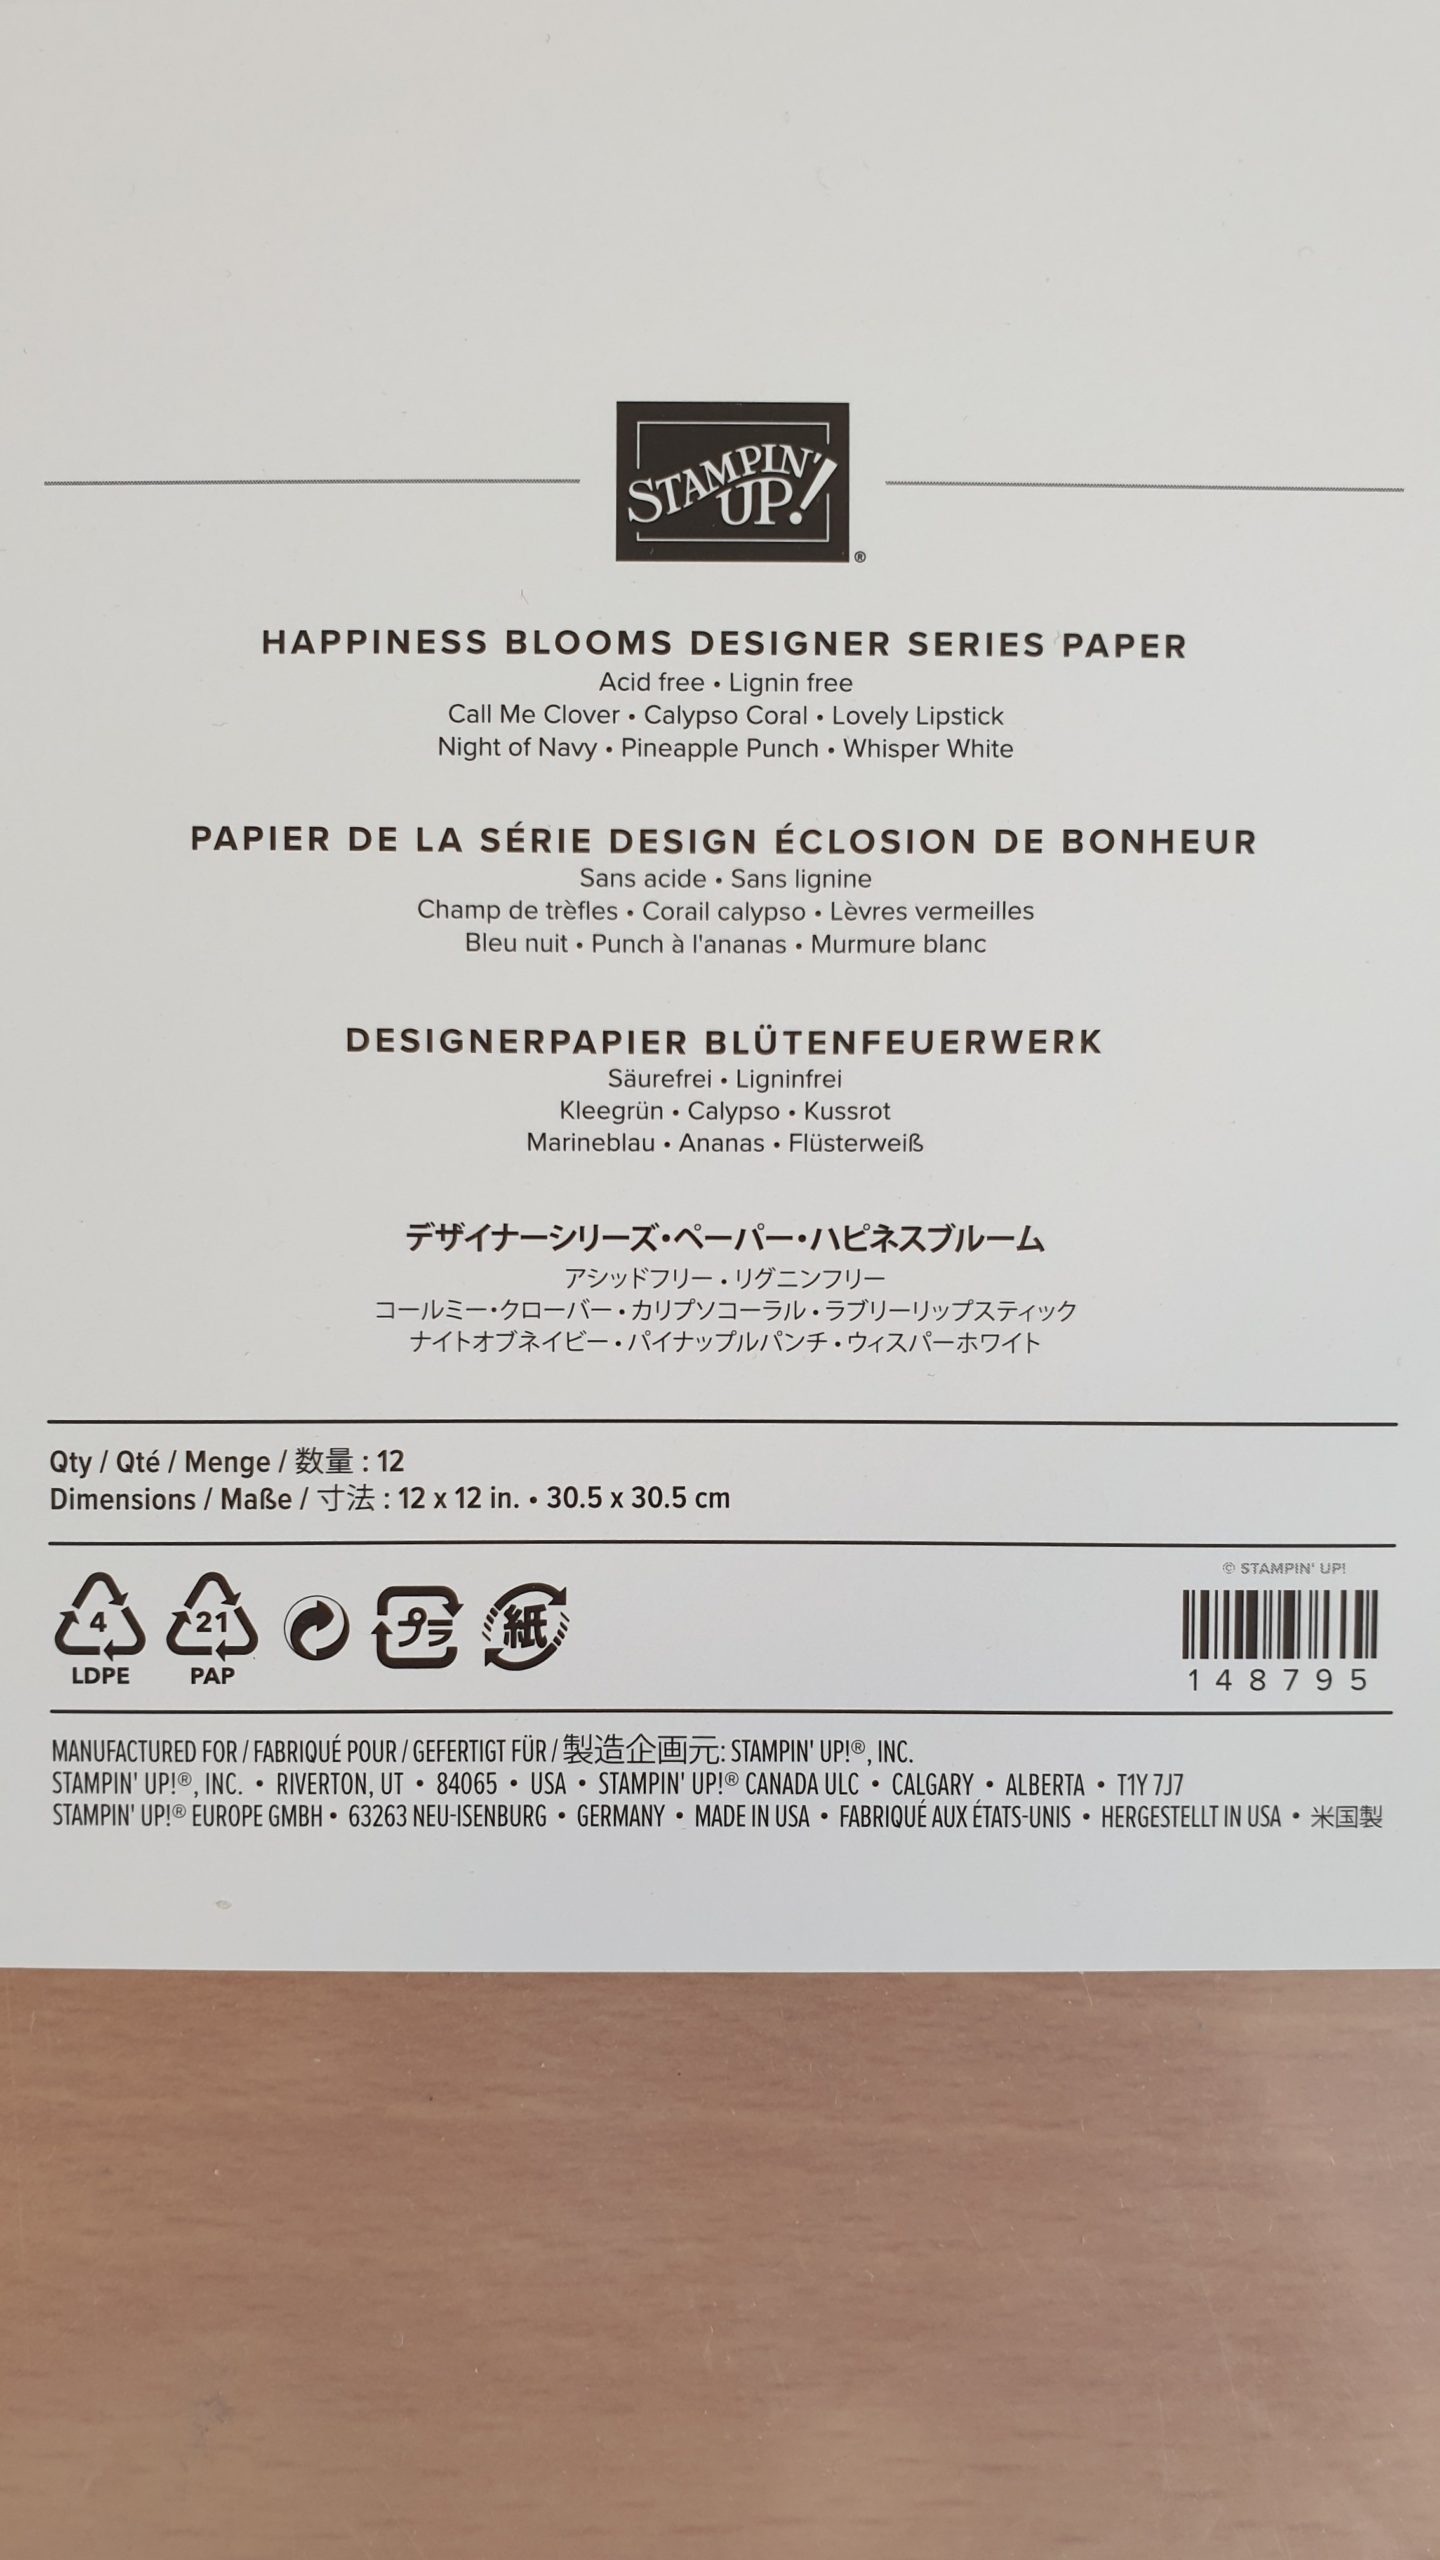 STAMPIN' UP!®
HAPPINESS BLOOMS DESIGNER SERIES PAPER
Acid free • Lignin free
Call Me Clover • Calypso Coral • Lovely Lipstick
Night of Navy • Pineapple Punch • Whisper White
PAPIER DE LA SÉRIE DESIGN ÉCLOSION DE BONHEUR
Sans acide • Sans lignine
Champ de trèfles • Corail calypso • Lèvres vermeilles
Bleu nuit • Punch à l'ananas • Murmure blanc
DESIGNERPAPIER BLÜTENFEUERWERK
Säurefrei • Ligninfrei
Kleegrün • Calypso • Kussrot
Marineblau • Ananas • Flüsterweiß
デザイナーシリーズ・ペーパー・ハピネスブルーム
アシッドフリー・リグニンフリー
コールミー・クローバー・カリプソコーラル・ラブリーリップスティック
ナイトオブネイビー・パイナップルパンチ・ウィスパーホワイト
Qty / Qté / Menge / 数量 : 12
Dimensions / Maße / 寸法 : 12 x 12 in. • 30.5 x 30.5 cm
© STAMPIN' UP!
4 21 プラ 紙
LDPE PAP
148795
MANUFACTURED FOR / FABRIQUÉ POUR / GEFERTIGT FÜR / 製造企画元: STAMPIN' UP!®, INC.
STAMPIN' UP!®, INC. • RIVERTON, UT • 84065 • USA • STAMPIN' UP!® CANADA ULC • CALGARY • ALBERTA • T1Y 7J7
STAMPIN' UP!® EUROPE GMBH • 63263 NEU-ISENBURG • GERMANY • MADE IN USA • FABRIQUÉ AUX ÉTATS-UNIS • HERGESTELLT IN USA • 米国製